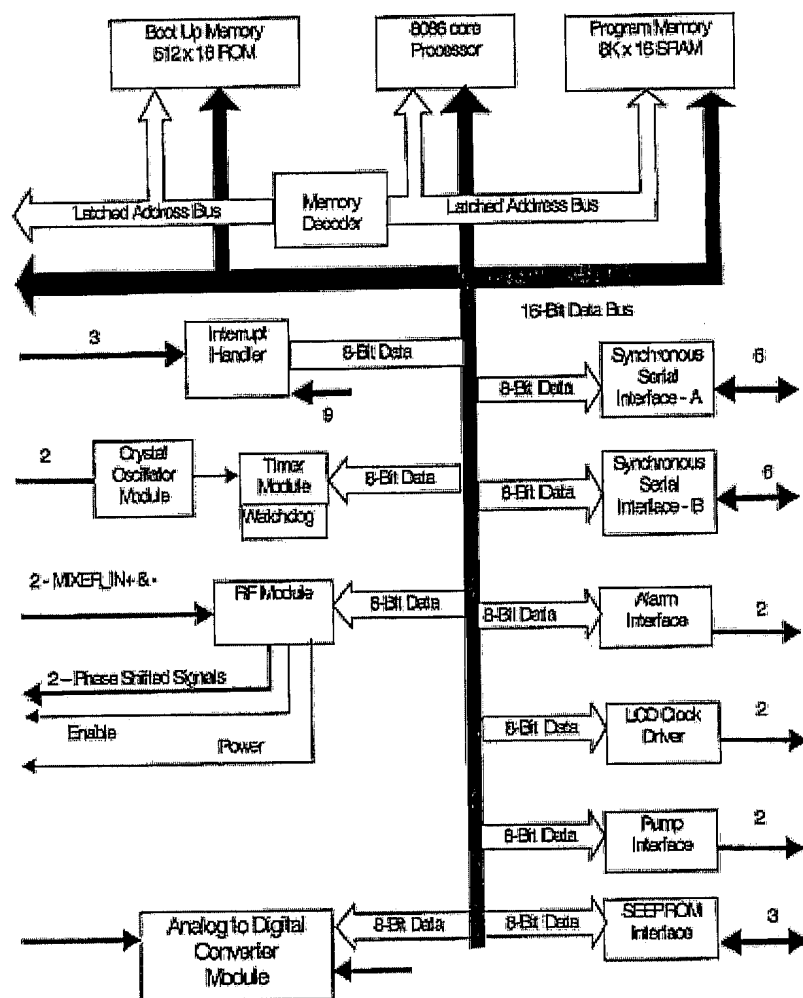 Boot Up Memory
512 x 16 ROM
8086 core
Processor
Program Memory
8K x 16 SRAM
Latched Address Bus
Memory
Decoder
Latched Address Bus
16-Bit Data Bus
3
Interrupt
Handler
8-Bit Data
9
8-Bit Data
Synchronous
Serial
Interface - A
6
2
Crystal
Oscillator
Module
Timer
Module
Watchdog
8-Bit Data
8-Bit Data
Synchronous
Serial
Interface - B
6
2 - MIXER_IN+ & -
RF Module
8-Bit Data
8-Bit Data
Alarm
Interface
2
2 - Phase Shifted Signals
Enable
Power
8-Bit Data
LCD Clock
Driver
2
8-Bit Data
Pump
Interface
2
Analog to Digital
Converter
Module
8-Bit Data
8-Bit Data
SEEPROM
Interface
3